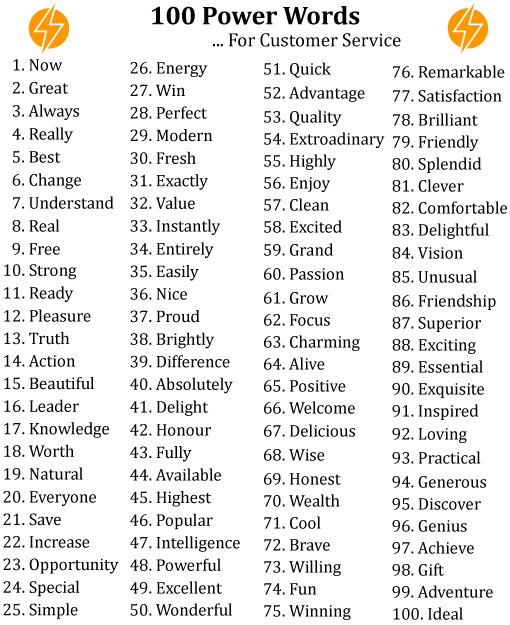 100 Power Words
... For Customer Service
1. Now
2. Great
3. Always
4. Really
5. Best
6. Change
7. Understand
8. Real
9. Free
10. Strong
11. Ready
12. Pleasure
13. Truth
14. Action
15. Beautiful
16. Leader
17. Knowledge
18. Worth
19. Natural
20. Everyone
21. Save
22. Increase
23. Opportunity
24. Special
25. Simple
26. Energy
27. Win
28. Perfect
29. Modern
30. Fresh
31. Exactly
32. Value
33. Instantly
34. Entirely
35. Easily
36. Nice
37. Proud
38. Brightly
39. Difference
40. Absolutely
41. Delight
42. Honour
43. Fully
44. Available
45. Highest
46. Popular
47. Intelligence
48. Powerful
49. Excellent
50. Wonderful
51. Quick
52. Advantage
53. Quality
54. Extroadinary
55. Highly
56. Enjoy
57. Clean
58. Excited
59. Grand
60. Passion
61. Grow
62. Focus
63. Charming
64. Alive
65. Positive
66. Welcome
67. Delicious
68. Wise
69. Honest
70. Wealth
71. Cool
72. Brave
73. Willing
74. Fun
75. Winning
76. Remarkable
77. Satisfaction
78. Brilliant
79. Friendly
80. Splendid
81. Clever
82. Comfortable
83. Delightful
84. Vision
85. Unusual
86. Friendship
87. Superior
88. Exciting
89. Essential
90. Exquisite
91. Inspired
92. Loving
93. Practical
94. Generous
95. Discover
96. Genius
97. Achieve
98. Gift
99. Adventure
100. Ideal